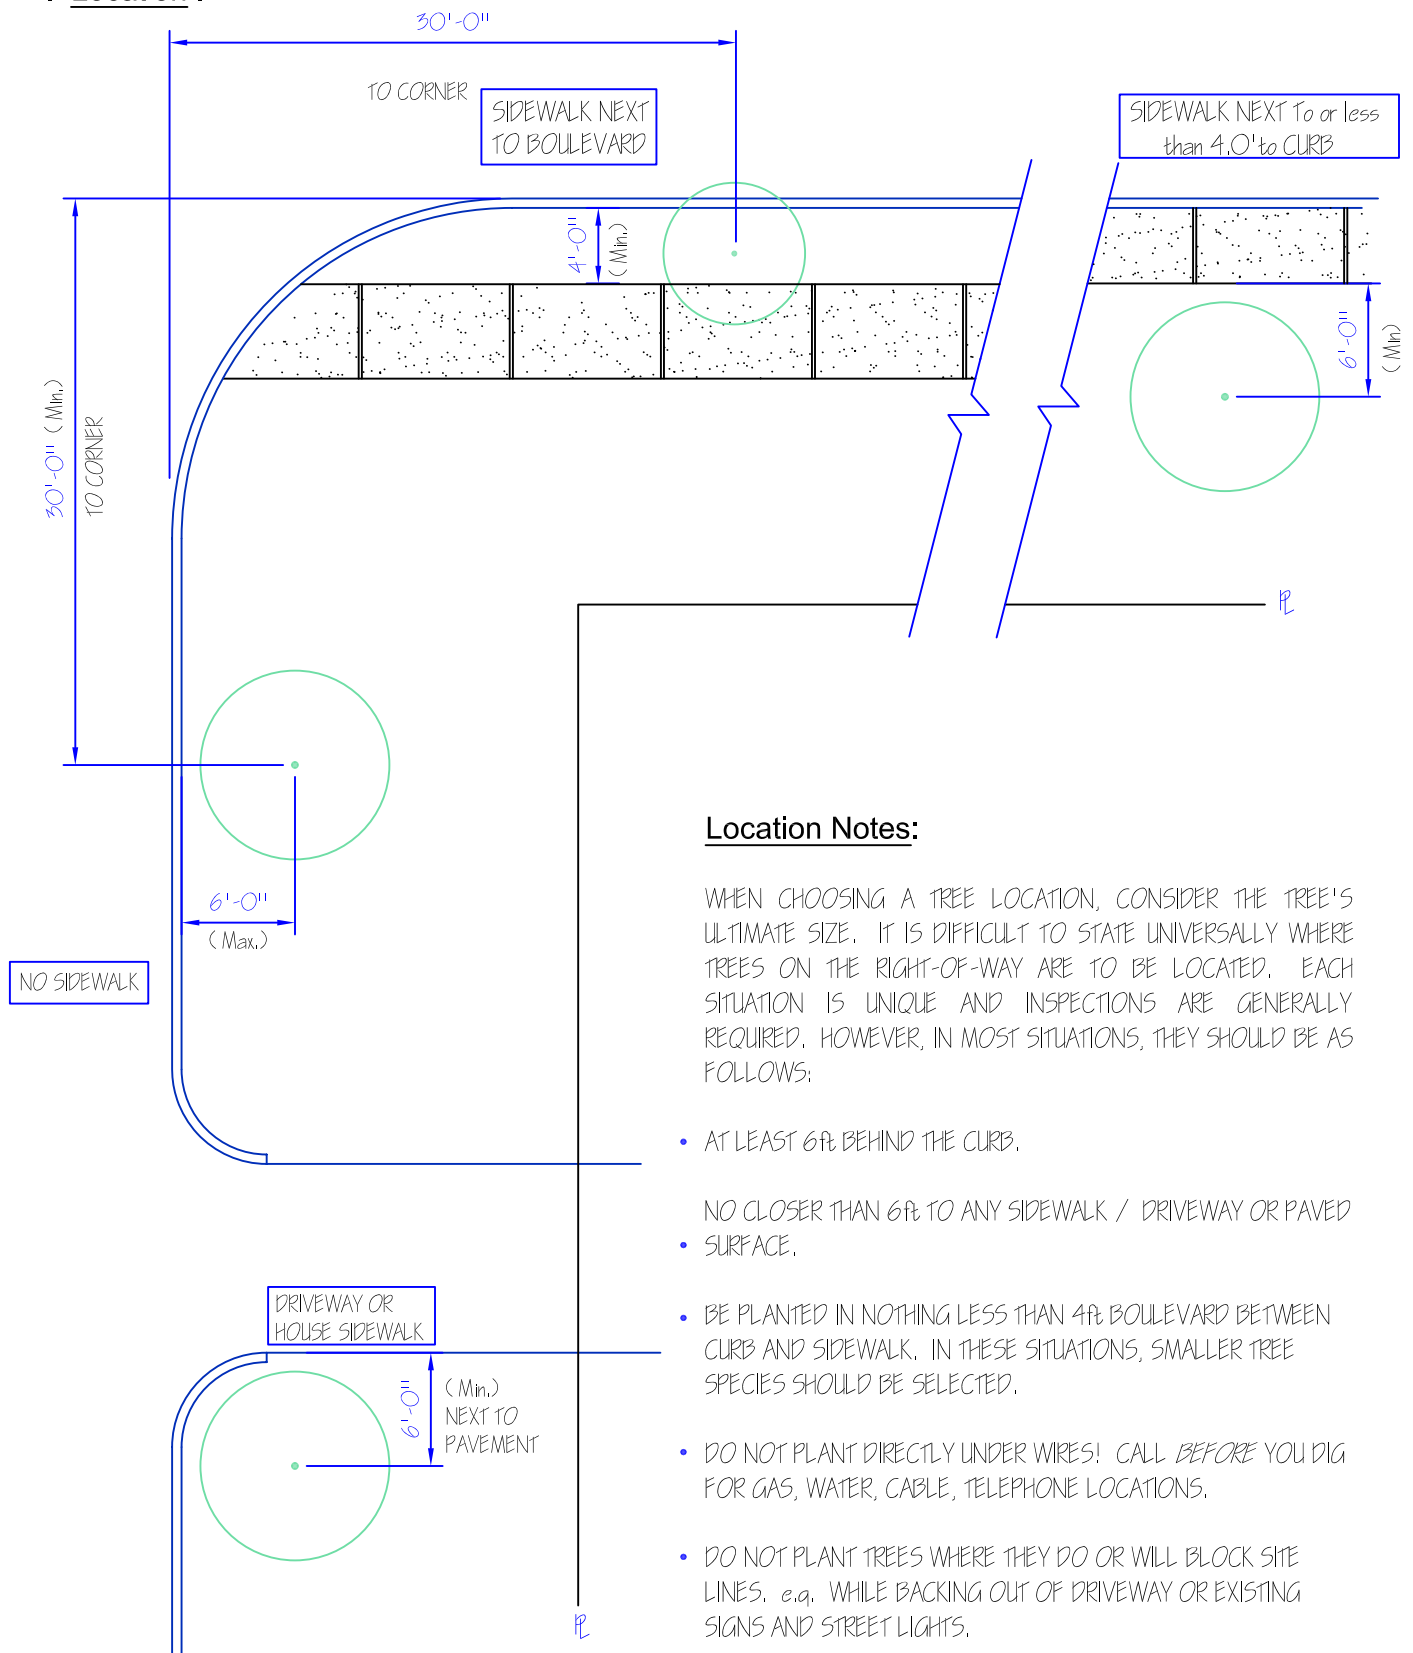 Location :
30'-0"
TO CORNER
SIDEWALK NEXT
TO BOULEVARD
SIDEWALK NEXT To or less
than 4.0' to CURB
4'-0"
(Min.)
6'-0"
(Min)
30'-0" (Min.)
TO CORNER
PL
6'-0"
(Max.)
NO SIDEWALK
Location Notes:
WHEN CHOOSING A TREE LOCATION, CONSIDER THE TREE'S
ULTIMATE SIZE. IT IS DIFFICULT TO STATE UNIVERSALLY WHERE
TREES ON THE RIGHT-OF-WAY ARE TO BE LOCATED. EACH
SITUATION IS UNIQUE AND INSPECTIONS ARE GENERALLY
REQUIRED. HOWEVER, IN MOST SITUATIONS, THEY SHOULD BE AS
FOLLOWS:
• AT LEAST 6ft BEHIND THE CURB.
NO CLOSER THAN 6ft TO ANY SIDEWALK / DRIVEWAY OR PAVED
• SURFACE.
• BE PLANTED IN NOTHING LESS THAN 4ft BOULEVARD BETWEEN
CURB AND SIDEWALK. IN THESE SITUATIONS, SMALLER TREE
SPECIES SHOULD BE SELECTED.
• DO NOT PLANT DIRECTLY UNDER WIRES! CALL BEFORE YOU DIG
FOR GAS, WATER, CABLE, TELEPHONE LOCATIONS.
• DO NOT PLANT TREES WHERE THEY DO OR WILL BLOCK SITE
LINES. e.g. WHILE BACKING OUT OF DRIVEWAY OR EXISTING
SIGNS AND STREET LIGHTS.
DRIVEWAY OR
HOUSE SIDEWALK
6'-0"
(Min.)
NEXT TO
PAVEMENT
PL